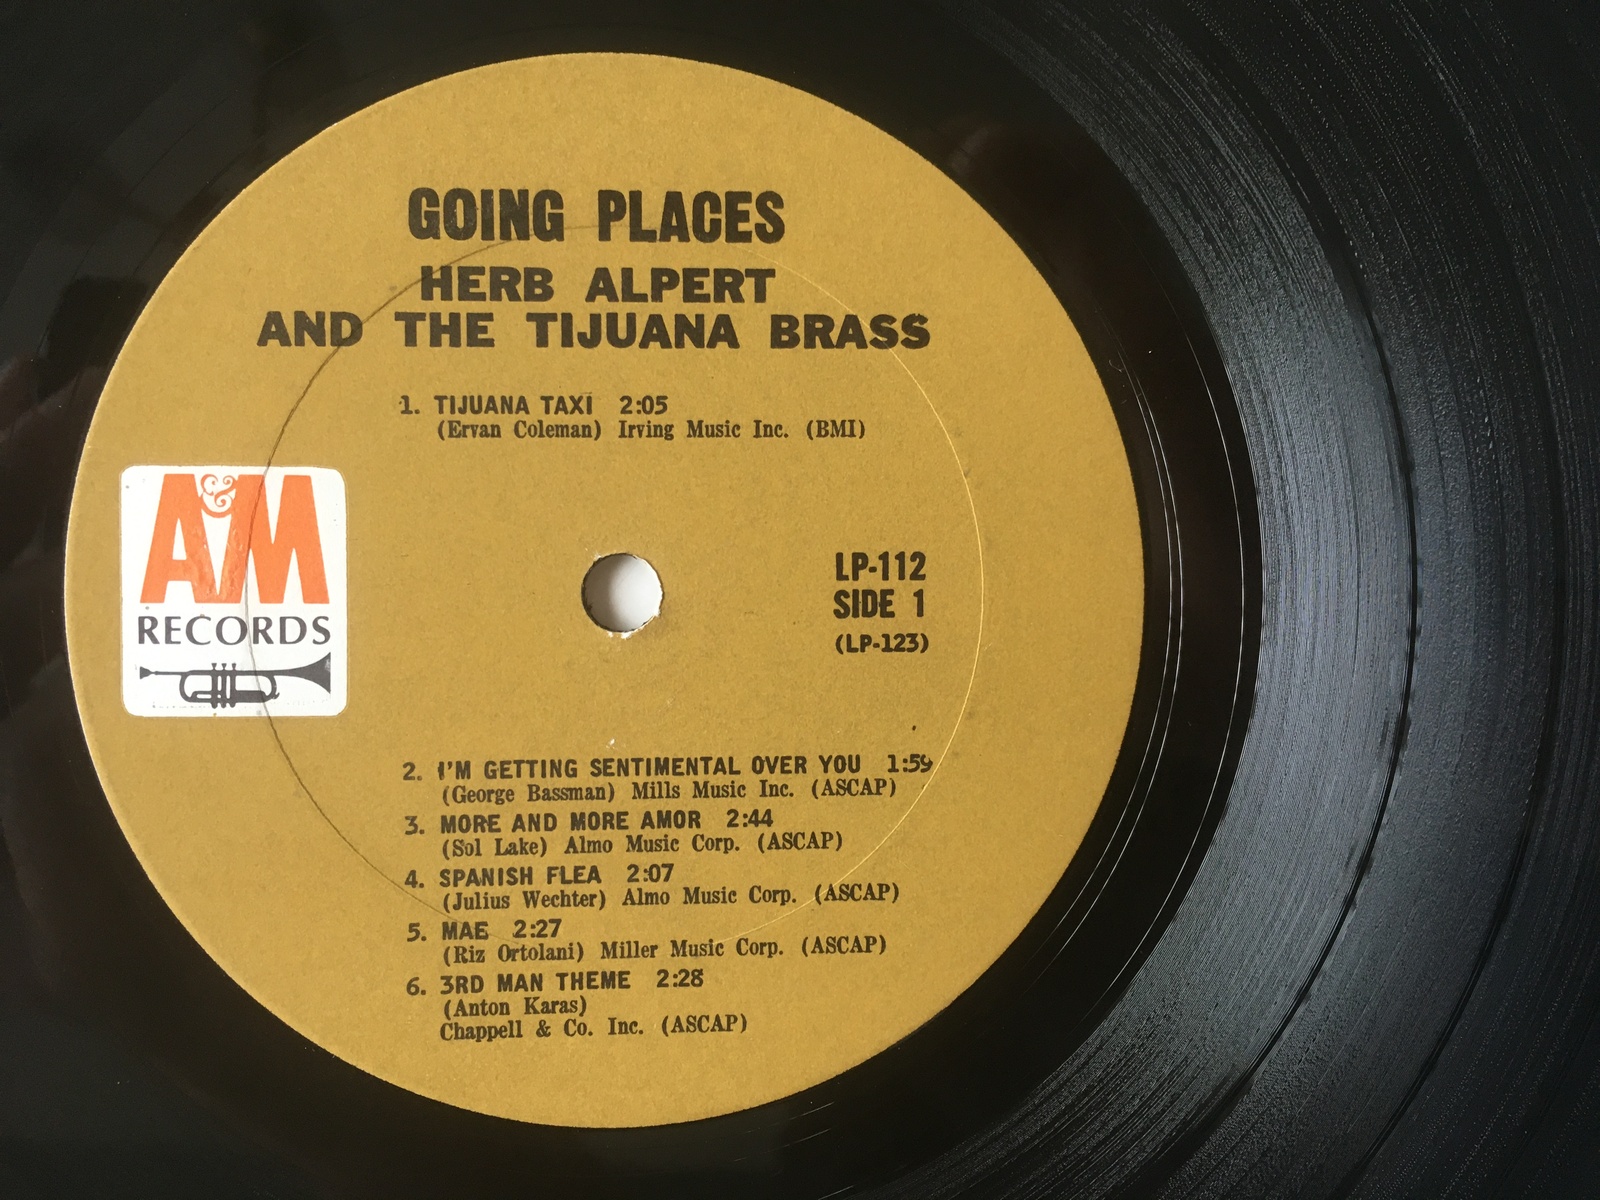 GOING PLACES
HERB ALPERT
AND THE TIJUANA BRASS
1. TIJUANA TAXI 2:05
(Ervan Coleman) Irving Music Inc. (BMI)
A&M
RECORDS
LP-112
SIDE 1
(LP-123)
2. I'M GETTING SENTIMENTAL OVER YOU 1:59
(George Bassman) Mills Music Inc. (ASCAP)
3. MORE AND MORE AMOR 2:44
(Sol Lake) Almo Music Corp. (ASCAP)
4. SPANISH FLEA 2:07
(Julius Wechter) Almo Music Corp. (ASCAP)
5. MAE 2:27
(Riz Ortolani) Miller Music Corp. (ASCAP)
6. 3RD MAN THEME 2:28
(Anton Karas)
Chappell & Co. Inc. (ASCAP)